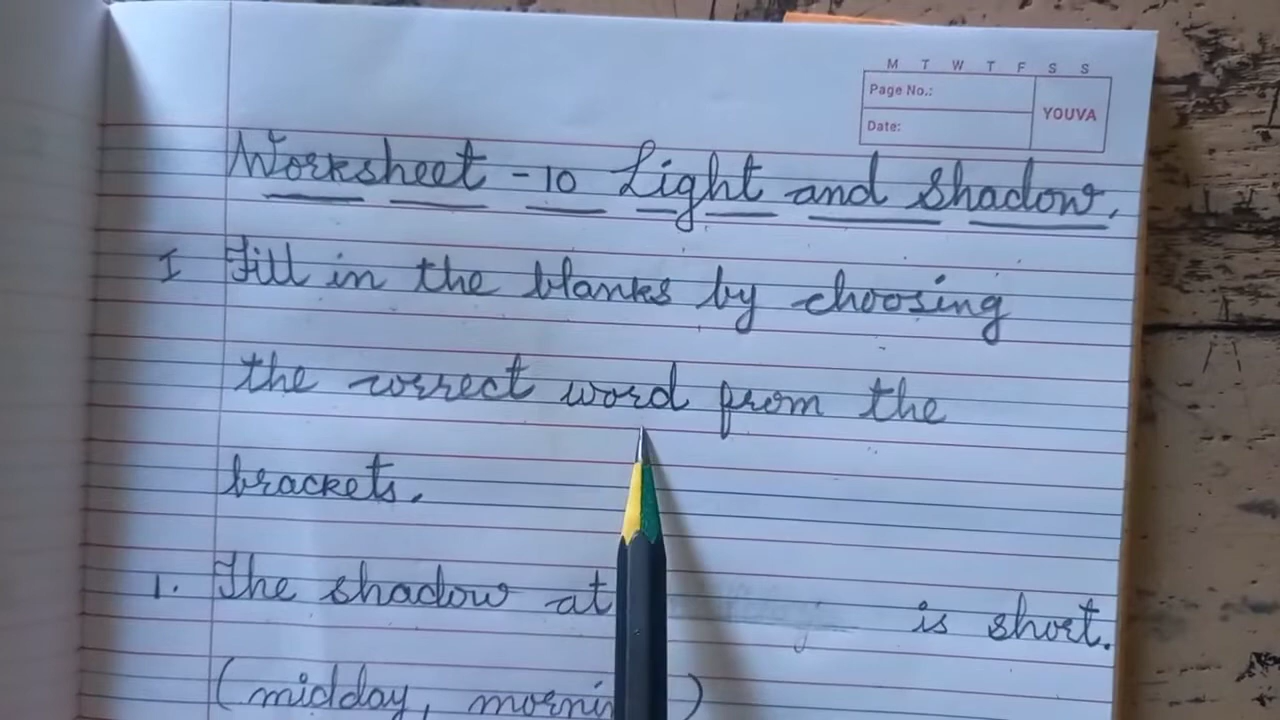 M T W T F S S
Page No.:
YOUVA
Date:
Worksheet - 10 Light and Shadow.
I Fill in the blanks by choosing
the correct word from the
brackets.
1. The shadow at is short.
(midday, mornin )